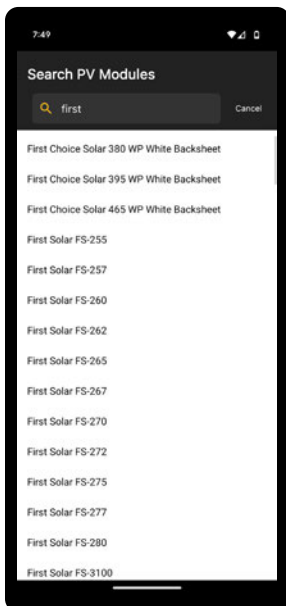 7:49
Search PV Modules
first
Cancel
First Choice Solar 380 WP White Backsheet
First Choice Solar 395 WP White Backsheet
First Choice Solar 465 WP White Backsheet
First Solar FS-255
First Solar FS-257
First Solar FS-260
First Solar FS-262
First Solar FS-265
First Solar FS-267
First Solar FS-270
First Solar FS-272
First Solar FS-275
First Solar FS-277
First Solar FS-280
First Solar FS-3100